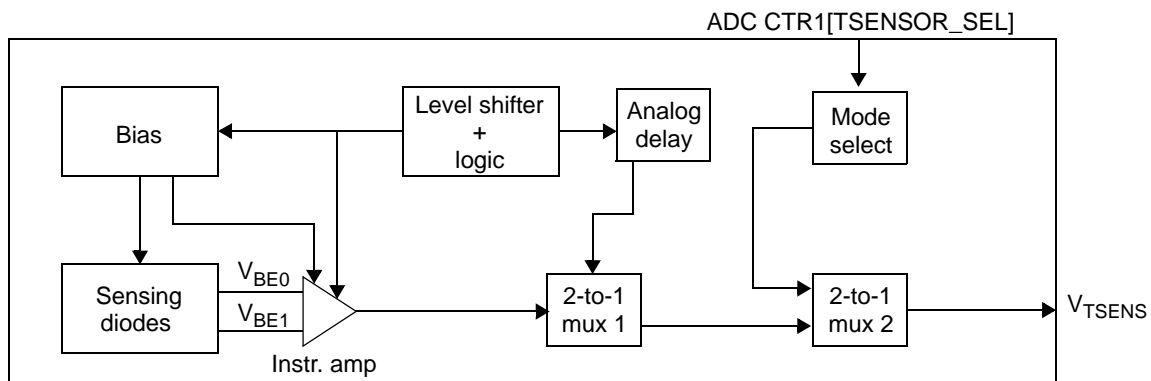 ADC CTR1[TSENSOR_SEL]
Bias
Level shifter
+
logic
Analog
delay
Mode
select
Sensing
diodes
VBE0
VBE1
Instr. amp
2-to-1
mux 1
2-to-1
mux 2
VTSENS